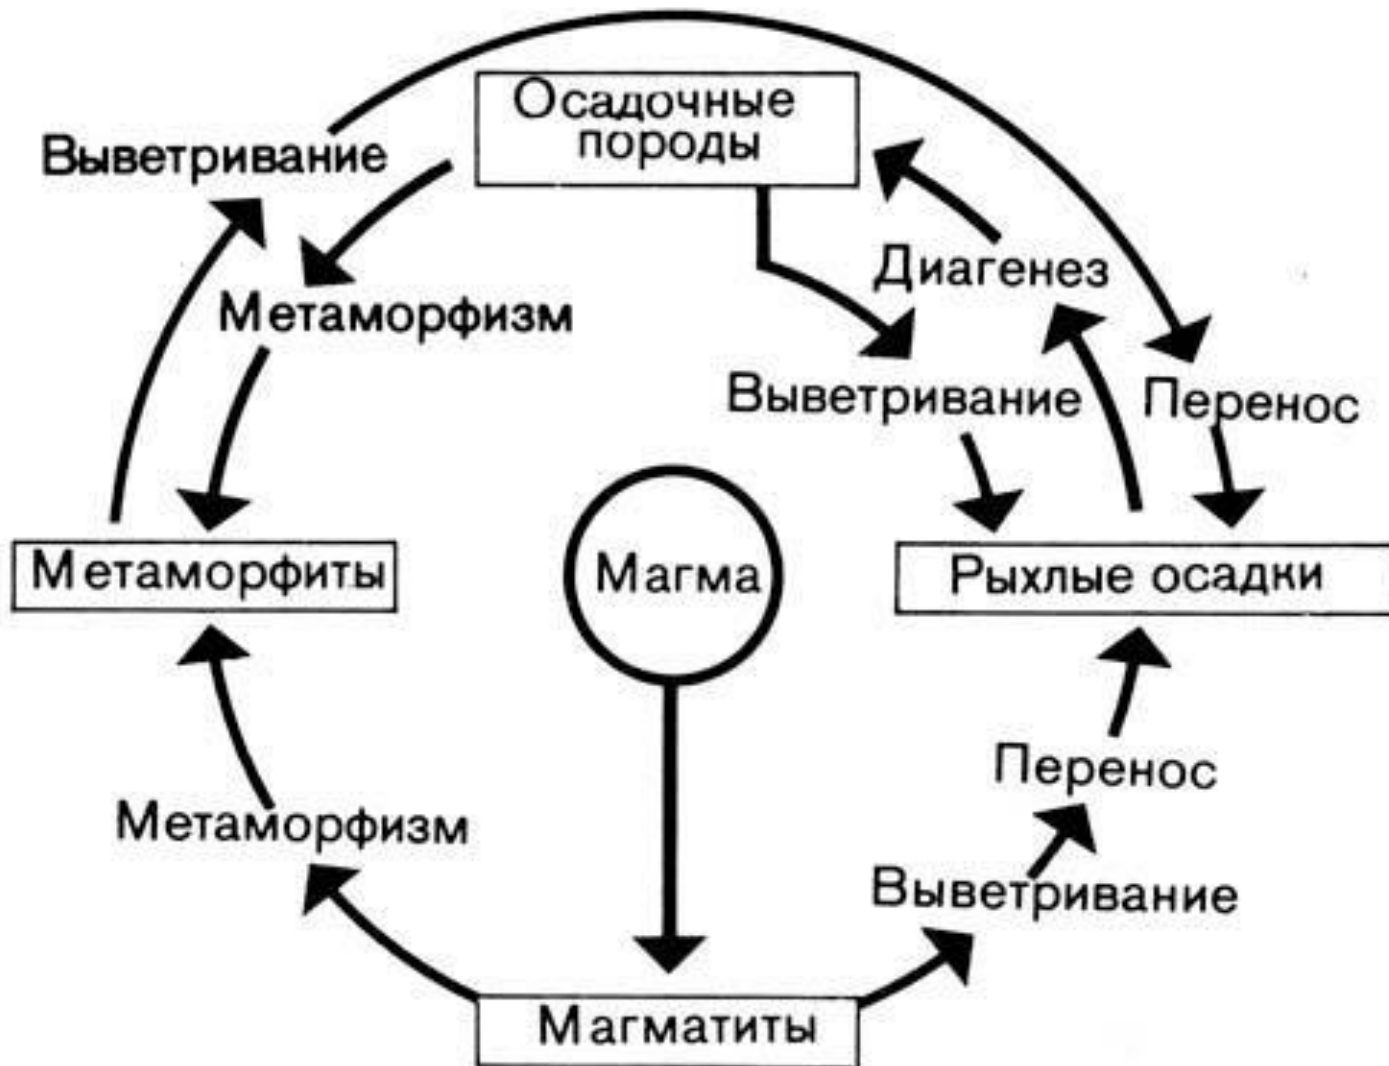 Осадочные
породы
Выветривание
Диагенез
Метаморфизм
Выветривание
Перенос
Магма
Метаморфиты
Рыхлые осадки
Перенос
Метаморфизм
Выветривание
Магматиты